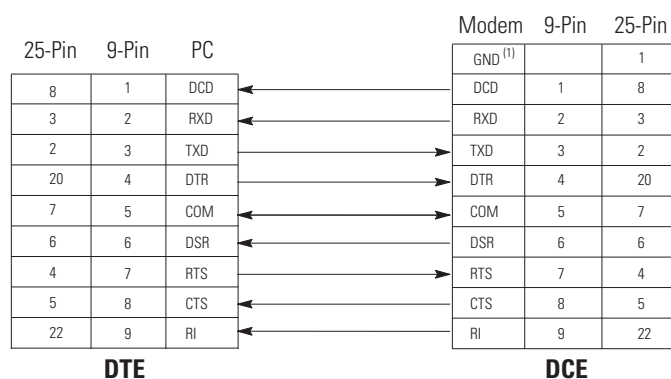 Modem 9-Pin 25-Pin
25-Pin 9-Pin PC
GND (1) 1
8 1 DCD DCD 1 8
3 2 RXD RXD 2 3
2 3 TXD TXD 3 2
20 4 DTR DTR 4 20
7 5 COM COM 5 7
6 6 DSR DSR 6 6
4 7 RTS RTS 7 4
5 8 CTS CTS 8 5
22 9 RI RI 9 22
DTE DCE